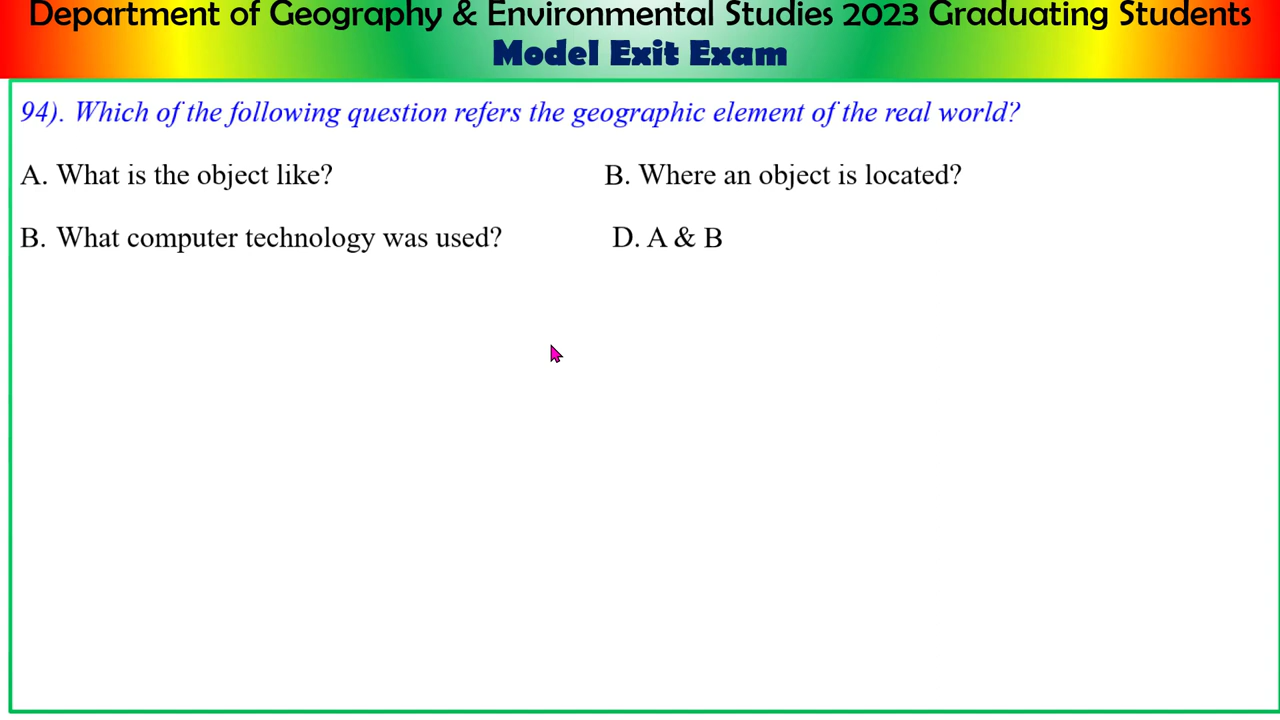 Department of Geography & Environmental Studies 2023 Graduating Students
Model Exit Exam
94). Which of the following question refers the geographic element of the real world?
A. What is the object like? B. Where an object is located?
B. What computer technology was used? D. A & B